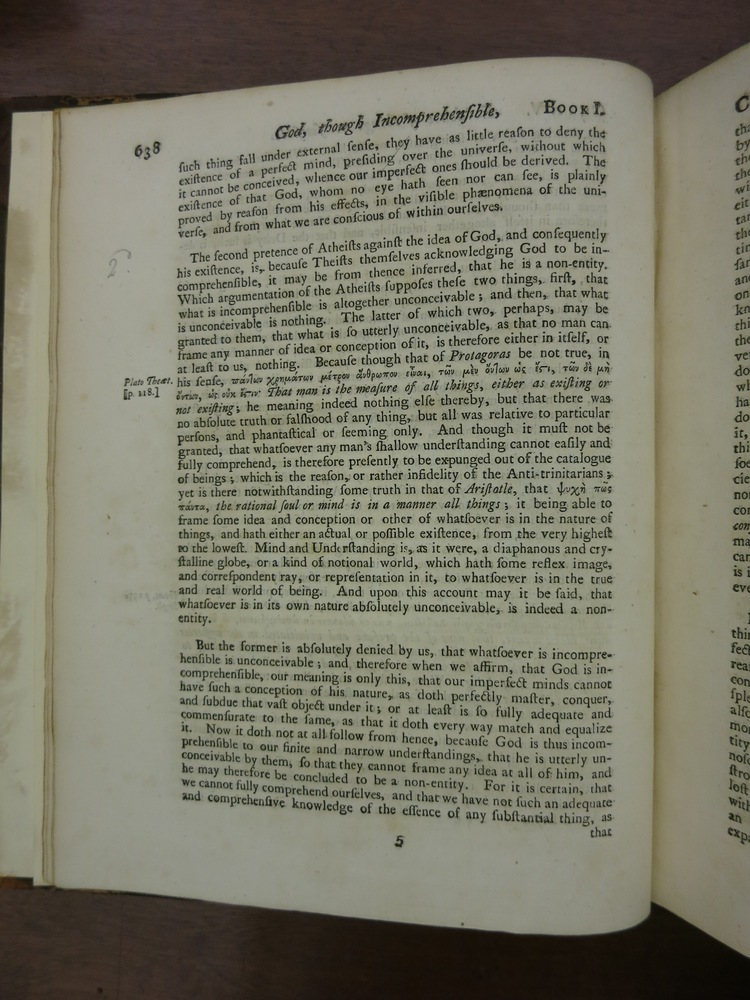 638
God, though Incomprehenſible,
BOOK I.
ſuch thing fall under external ſenſe, they have as little reaſon to deny the
exiſtence of a perfect mind, preſiding over the univerſe, without which
it cannot be conceived, whence our imperfect ones ſhould be derived. The
exiſtence of that God, whom no eye hath ſeen nor can ſee, is plainly
proved by reaſon from his effects, in the viſible phænomena of the uni-
verſe, and from what we are conſcious of within ourſelves.
The ſecond pretence of Atheiſts againſt the idea of God, and conſequently
his exiſtence, is, becauſe Theiſts themſelves acknowledging God to be in-
comprehenſible, it may be from thence inferred, that he is a non-entity.
Which argumentation of the Atheiſts ſuppoſes theſe two things, firſt, that
what is incomprehenſible is altogether unconceivable; and then, that what
is unconceivable is nothing. The latter of which two, perhaps, may be
granted to them, that what is ſo utterly unconceivable, as that no man can
frame any manner of idea or conception of it, is therefore either in itſelf, or
at leaſt to us, nothing. Becauſe though that of Protagoras be not true, in
Plato Theæt.
[p. 118.]
his ſenſe, πάντων χρημάτων μέτρον ἄνθρωπον εἶναι, τῶν μὲν ὄντων ὡς ἔστι, τῶν δὲ μὴ
ὄντων, ὡς οὐκ ἔστιν· That man is the meaſure of all things, either as exiſting or
not exiſting; he meaning indeed nothing elſe thereby, but that there was
no abſolute truth or falſhood of any thing, but all was relative to particular
perſons, and phantaſtical or ſeeming only. And though it muſt not be
granted, that whatſoever any man's ſhallow underſtanding cannot eaſily and
fully comprehend, is therefore preſently to be expunged out of the catalogue
of beings; which is the reaſon, or rather infidelity of the Anti-trinitarians;
yet is there notwithſtanding ſome truth in that of Ariſtotle, that ψυχὴ πῶς
πάντα, the rational ſoul or mind is in a manner all things; it being able to
frame ſome idea and conception or other of whatſoever is in the nature of
things, and hath either an actual or poſſible exiſtence, from the very higheſt
to the loweſt. Mind and Underſtanding is, as it were, a diaphanous and cry-
ſtalline globe, or a kind of notional world, which hath ſome reflex image,
and correſpondent ray, or repreſentation in it, to whatſoever is in the true
and real world of being. And upon this account may it be ſaid, that
whatſoever is in its own nature abſolutely unconceivable, is indeed a non-
entity.
But the former is abſolutely denied by us, that whatſoever is incompre-
henſible is unconceivable; and therefore when we affirm, that God is in-
comprehenſible, our meaning is only this, that our imperfect minds cannot
have ſuch a conception of his nature, as doth perfectly maſter, conquer,
and ſubdue that vaſt object under it; or at leaſt is ſo fully adequate and
commenſurate to the ſame, as that it doth every way match and equalize
it. Now it doth not at all follow from hence, becauſe God is thus incom-
prehenſible to our finite and narrow underſtandings, that he is utterly un-
conceivable by them, ſo that they cannot frame any idea at all of him, and
he may therefore be concluded to be a non-entity. For it is certain, that
we cannot fully comprehend ourſelves, and that we have not ſuch an adequate
and comprehenſive knowledge of the eſſence of any ſubſtantial thing, as
that
5